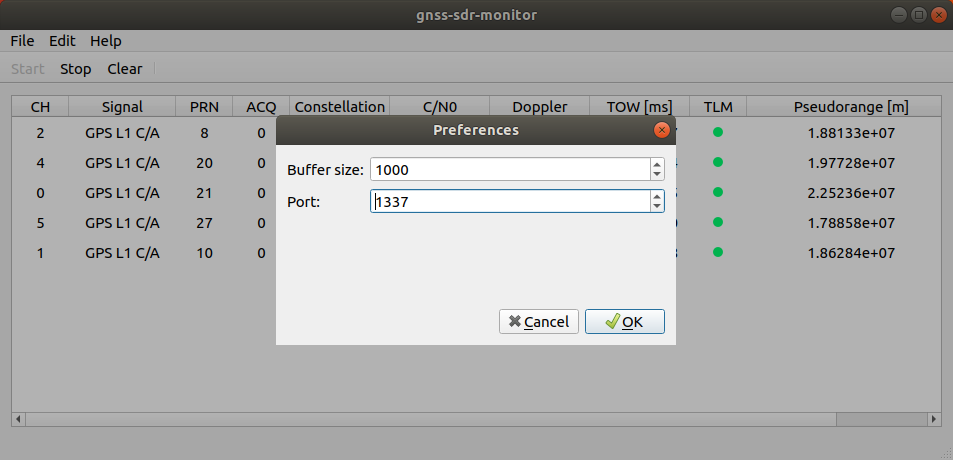 gnss-sdr-monitor
File Edit Help
Start Stop Clear
CH Signal PRN ACQ Constellation C/N0 Doppler TOW [ms] TLM Pseudorange [m]
Preferences
2 GPS L1 C/A 8 0 1.88133e+07
4 GPS L1 C/A 20 0 1.97728e+07
0 GPS L1 C/A 21 0 2.25236e+07
5 GPS L1 C/A 27 0 1.78858e+07
1 GPS L1 C/A 10 0 1.86284e+07
Buffer size: 1000
Port: 1337
Cancel OK